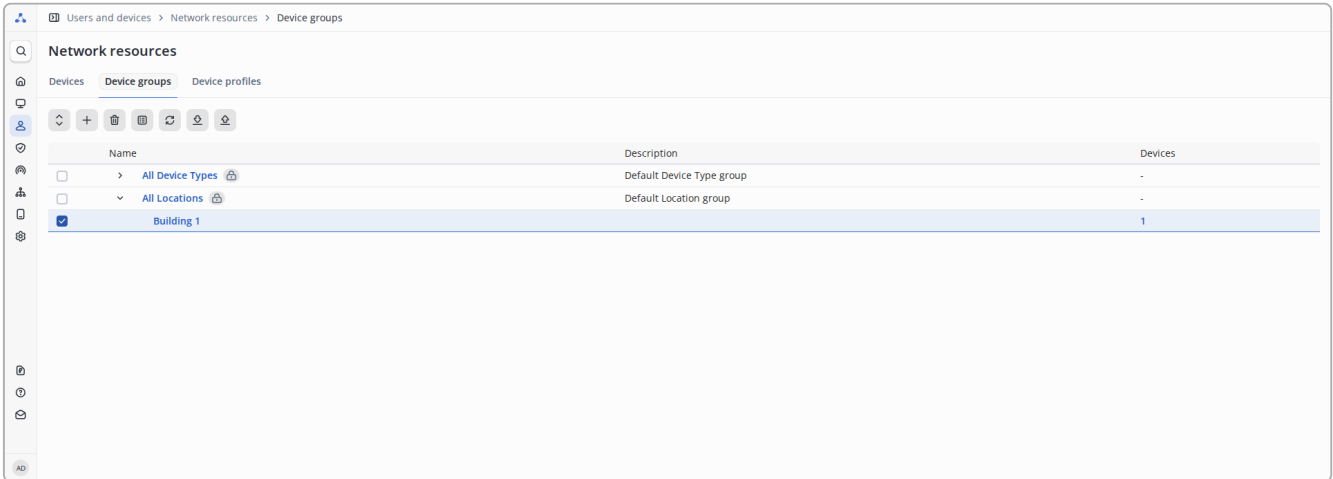 Users and devices > Network resources > Device groups
Network resources
Devices Device groups Device profiles
Name Description Devices
All Device Types Default Device Type group -
All Locations Default Location group -
Building 1 1
AD